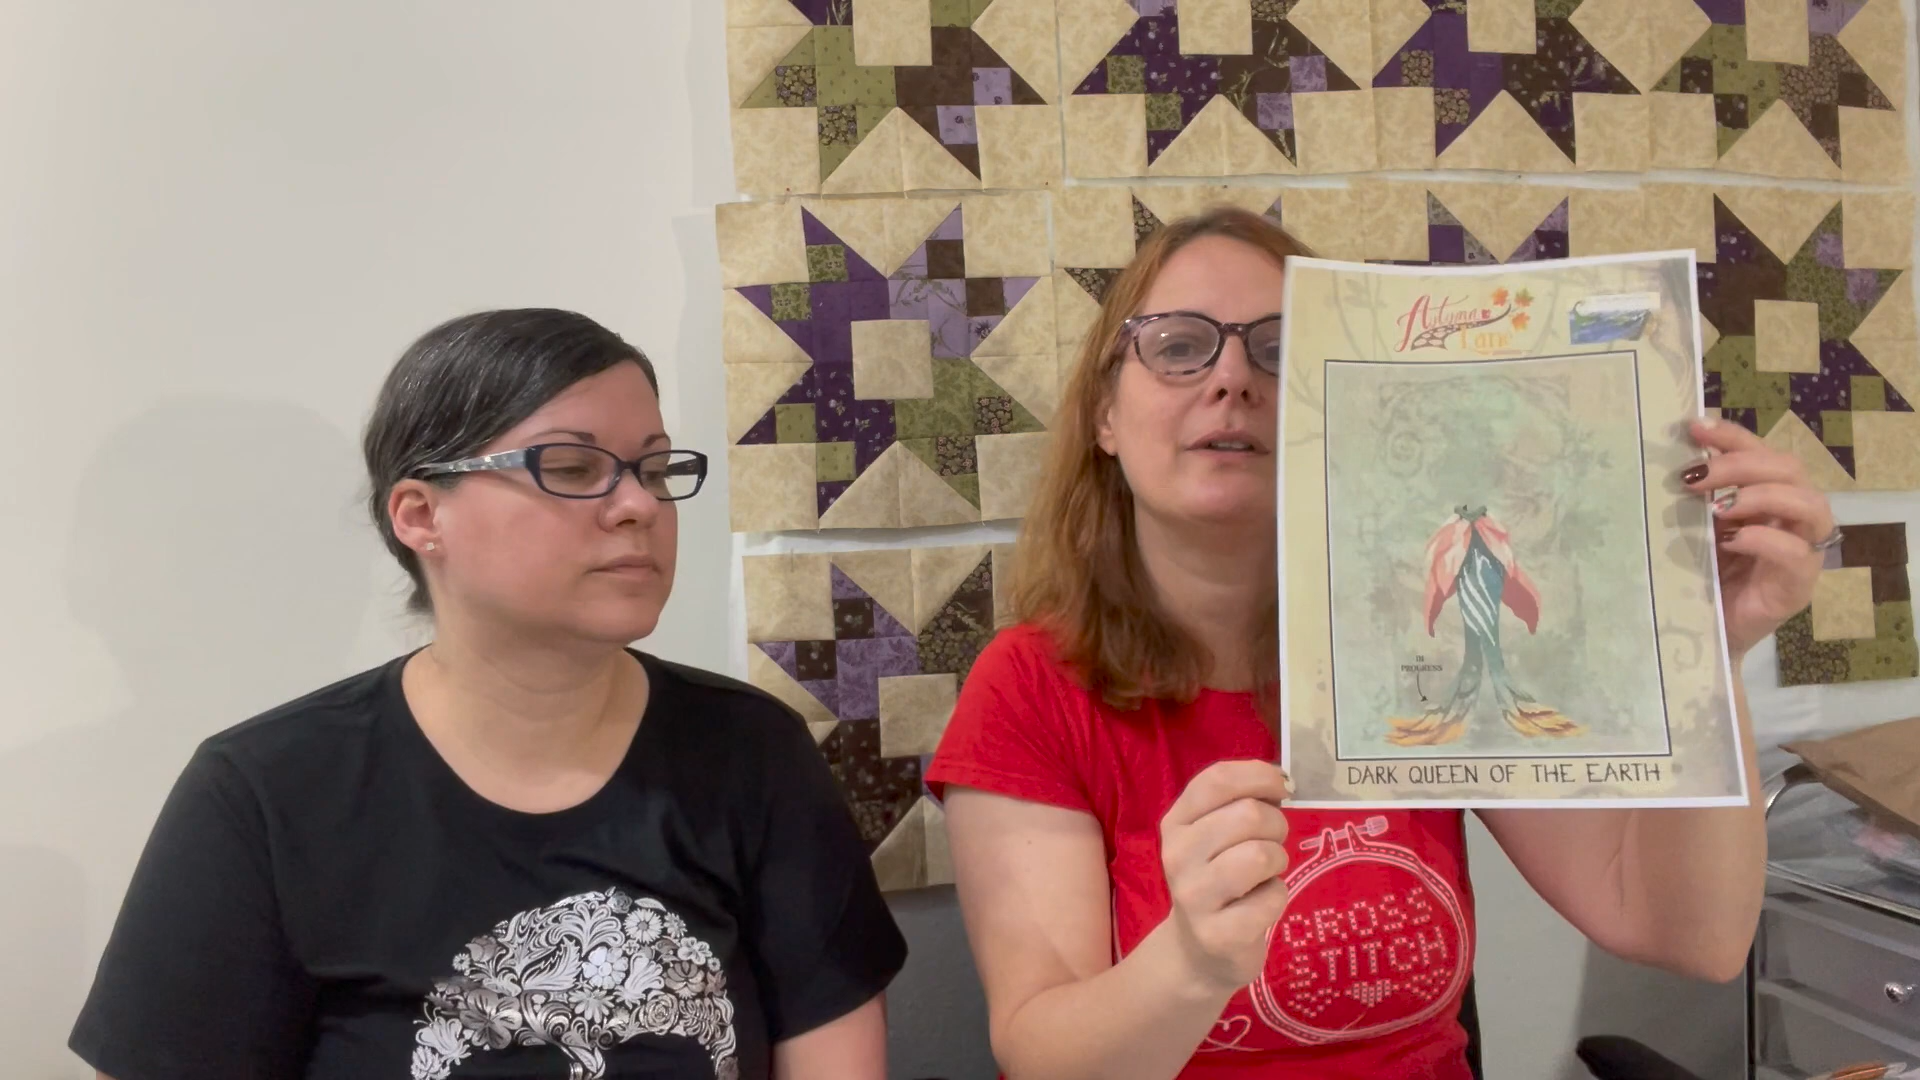 Autumn
Lane
IN
PROGRESS
DARK QUEEN OF THE EARTH
CROSS
STITCH